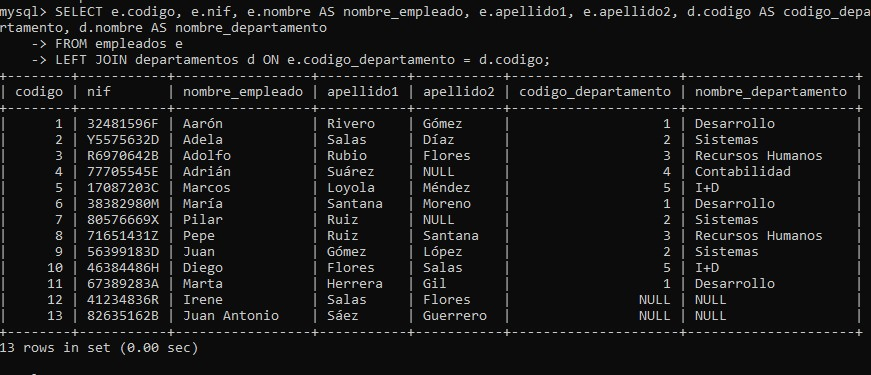 mysql> SELECT e.codigo, e.nif, e.nombre AS nombre_empleado, e.apellido1, e.apellido2, d.codigo AS codigo_depa
rtamento, d.nombre AS nombre_departamento
    -> FROM empleados e
    -> LEFT JOIN departamentos d ON e.codigo_departamento = d.codigo;
+--------+-----------+-----------------+-----------+-----------+---------------------+---------------------+
| codigo | nif       | nombre_empleado | apellido1 | apellido2 | codigo_departamento | nombre_departamento |
+--------+-----------+-----------------+-----------+-----------+---------------------+---------------------+
|      1 | 32481596F | Aarón           | Rivero    | Gómez     |                   1 | Desarrollo          |
|      2 | Y5575632D | Adela           | Salas     | Díaz      |                   2 | Sistemas            |
|      3 | R6970642B | Adolfo          | Rubio     | Flores    |                   3 | Recursos Humanos    |
|      4 | 77705545E | Adrián          | Suárez    | NULL      |                   4 | Contabilidad        |
|      5 | 17087203C | Marcos          | Loyola    | Méndez    |                   5 | I+D                 |
|      6 | 38382980M | María           | Santana   | Moreno    |                   1 | Desarrollo          |
|      7 | 80576669X | Pilar           | Ruiz      | NULL      |                   2 | Sistemas            |
|      8 | 71651431Z | Pepe            | Ruiz      | Santana   |                   3 | Recursos Humanos    |
|      9 | 56399183D | Juan            | Gómez     | López     |                   2 | Sistemas            |
|     10 | 46384486H | Diego           | Flores    | Salas     |                   5 | I+D                 |
|     11 | 67389283A | Marta           | Herrera   | Gil       |                   1 | Desarrollo          |
|     12 | 41234836R | Irene           | Salas     | Flores    |                NULL | NULL                |
|     13 | 82635162B | Juan Antonio    | Sáez      | Guerrero  |                NULL | NULL                |
+--------+-----------+-----------------+-----------+-----------+---------------------+---------------------+
13 rows in set (0.00 sec)